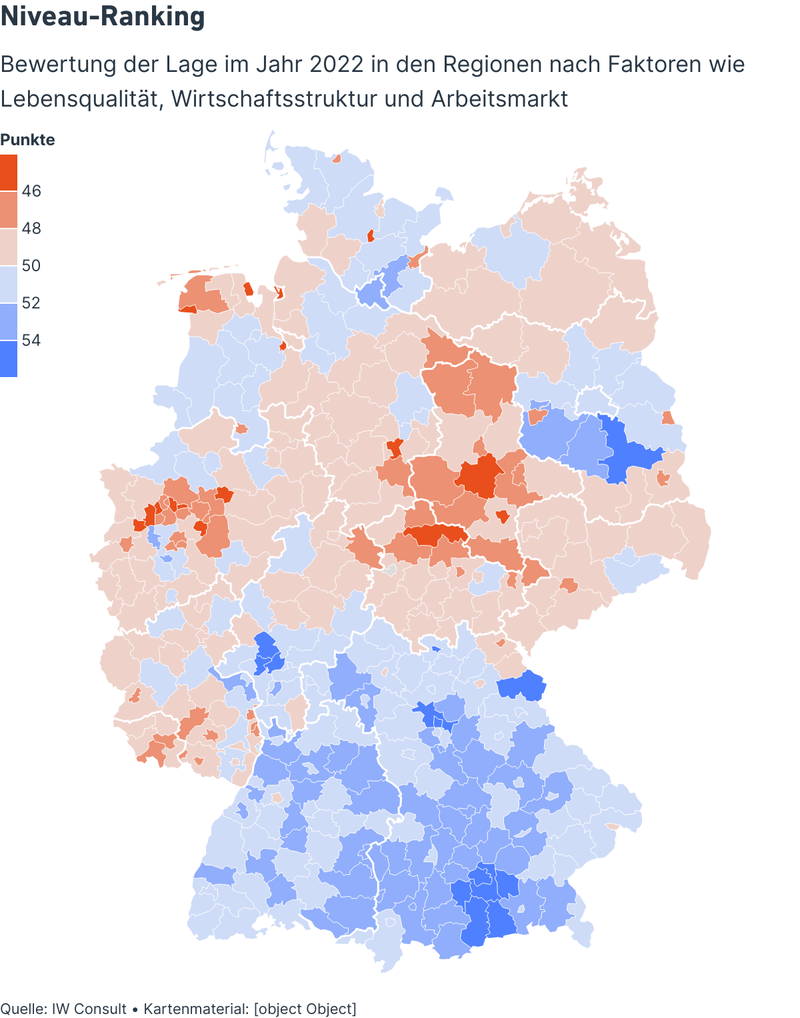 Niveau-Ranking
Bewertung der Lage im Jahr 2022 in den Regionen nach Faktoren wie
Lebensqualität, Wirtschaftsstruktur und Arbeitsmarkt
Punkte
46
48
50
52
54
Quelle: IW Consult • Kartenmaterial: [object Object]